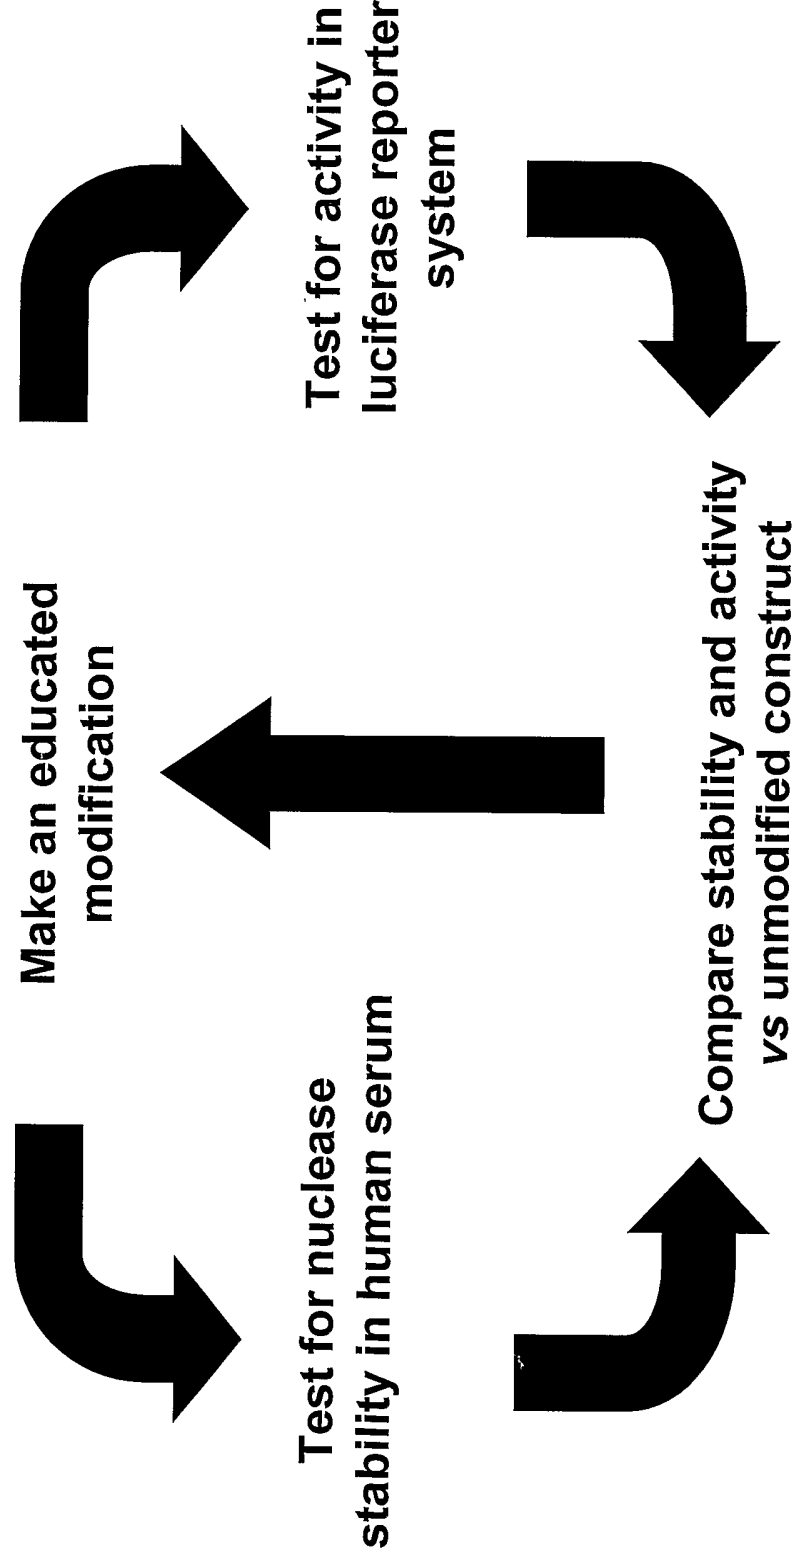 Make an educated
modification
Test for nuclease
stability in human serum
Test for activity in
luciferase reporter
system
Compare stability and activity
vs unmodified construct